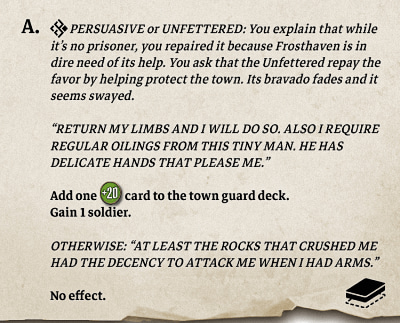 A. PERSUASIVE or UNFETTERED: You explain that while
it's no prisoner, you repaired it because Frosthaven is in
dire need of its help. You ask that the Unfettered repay the
favor by helping protect the town. Its bravado fades and it
seems swayed.
“RETURN MY LIMBS AND I WILL DO SO. ALSO I REQUIRE
REGULAR OILINGS FROM THIS TINY MAN. HE HAS
DELICATE HANDS THAT PLEASE ME.”
Add one +20 card to the town guard deck.
Gain 1 soldier.
OTHERWISE: “AT LEAST THE ROCKS THAT CRUSHED ME
HAD THE DECENCY TO ATTACK ME WHEN I HAD ARMS.”
No effect.